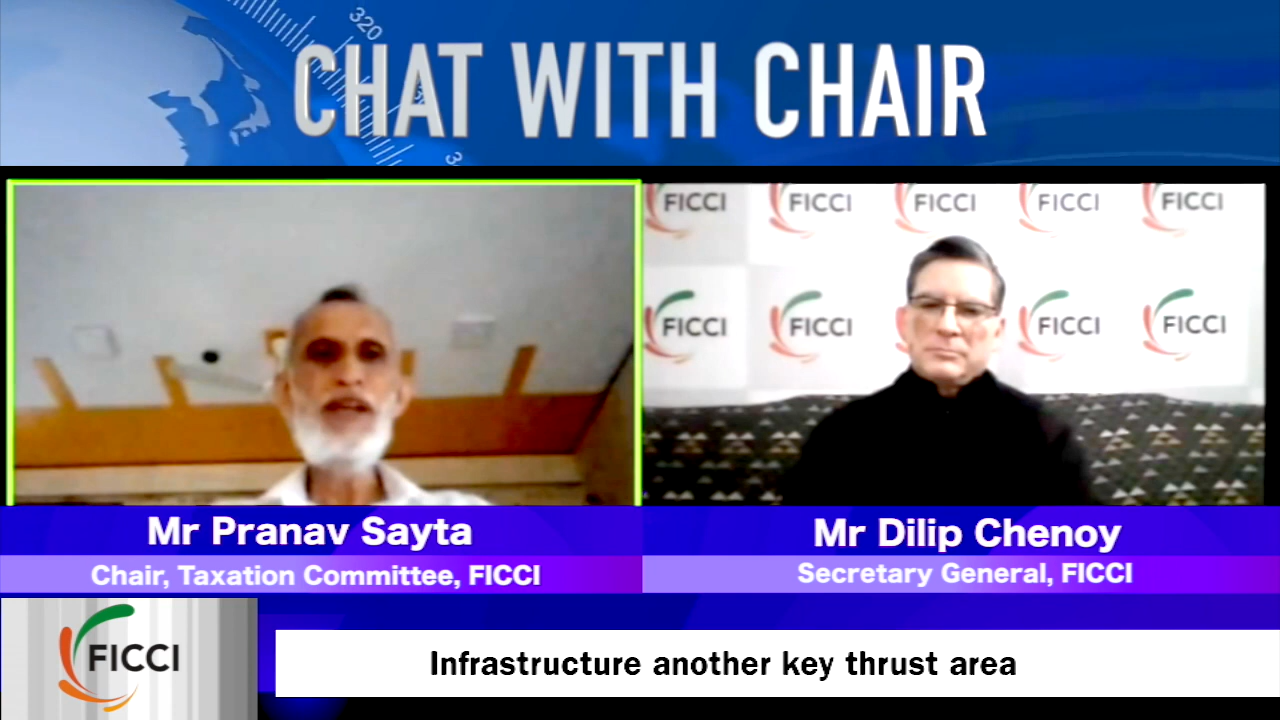 320
CHAT WITH CHAIR
FICCI FICCI FICCI FICCI FICCI
FICCI FICCI FICCI FICCI
Mr Pranav Sayta
Chair, Taxation Committee, FICCI
Mr Dilip Chenoy
Secretary General, FICCI
FICCI
Infrastructure another key thrust area